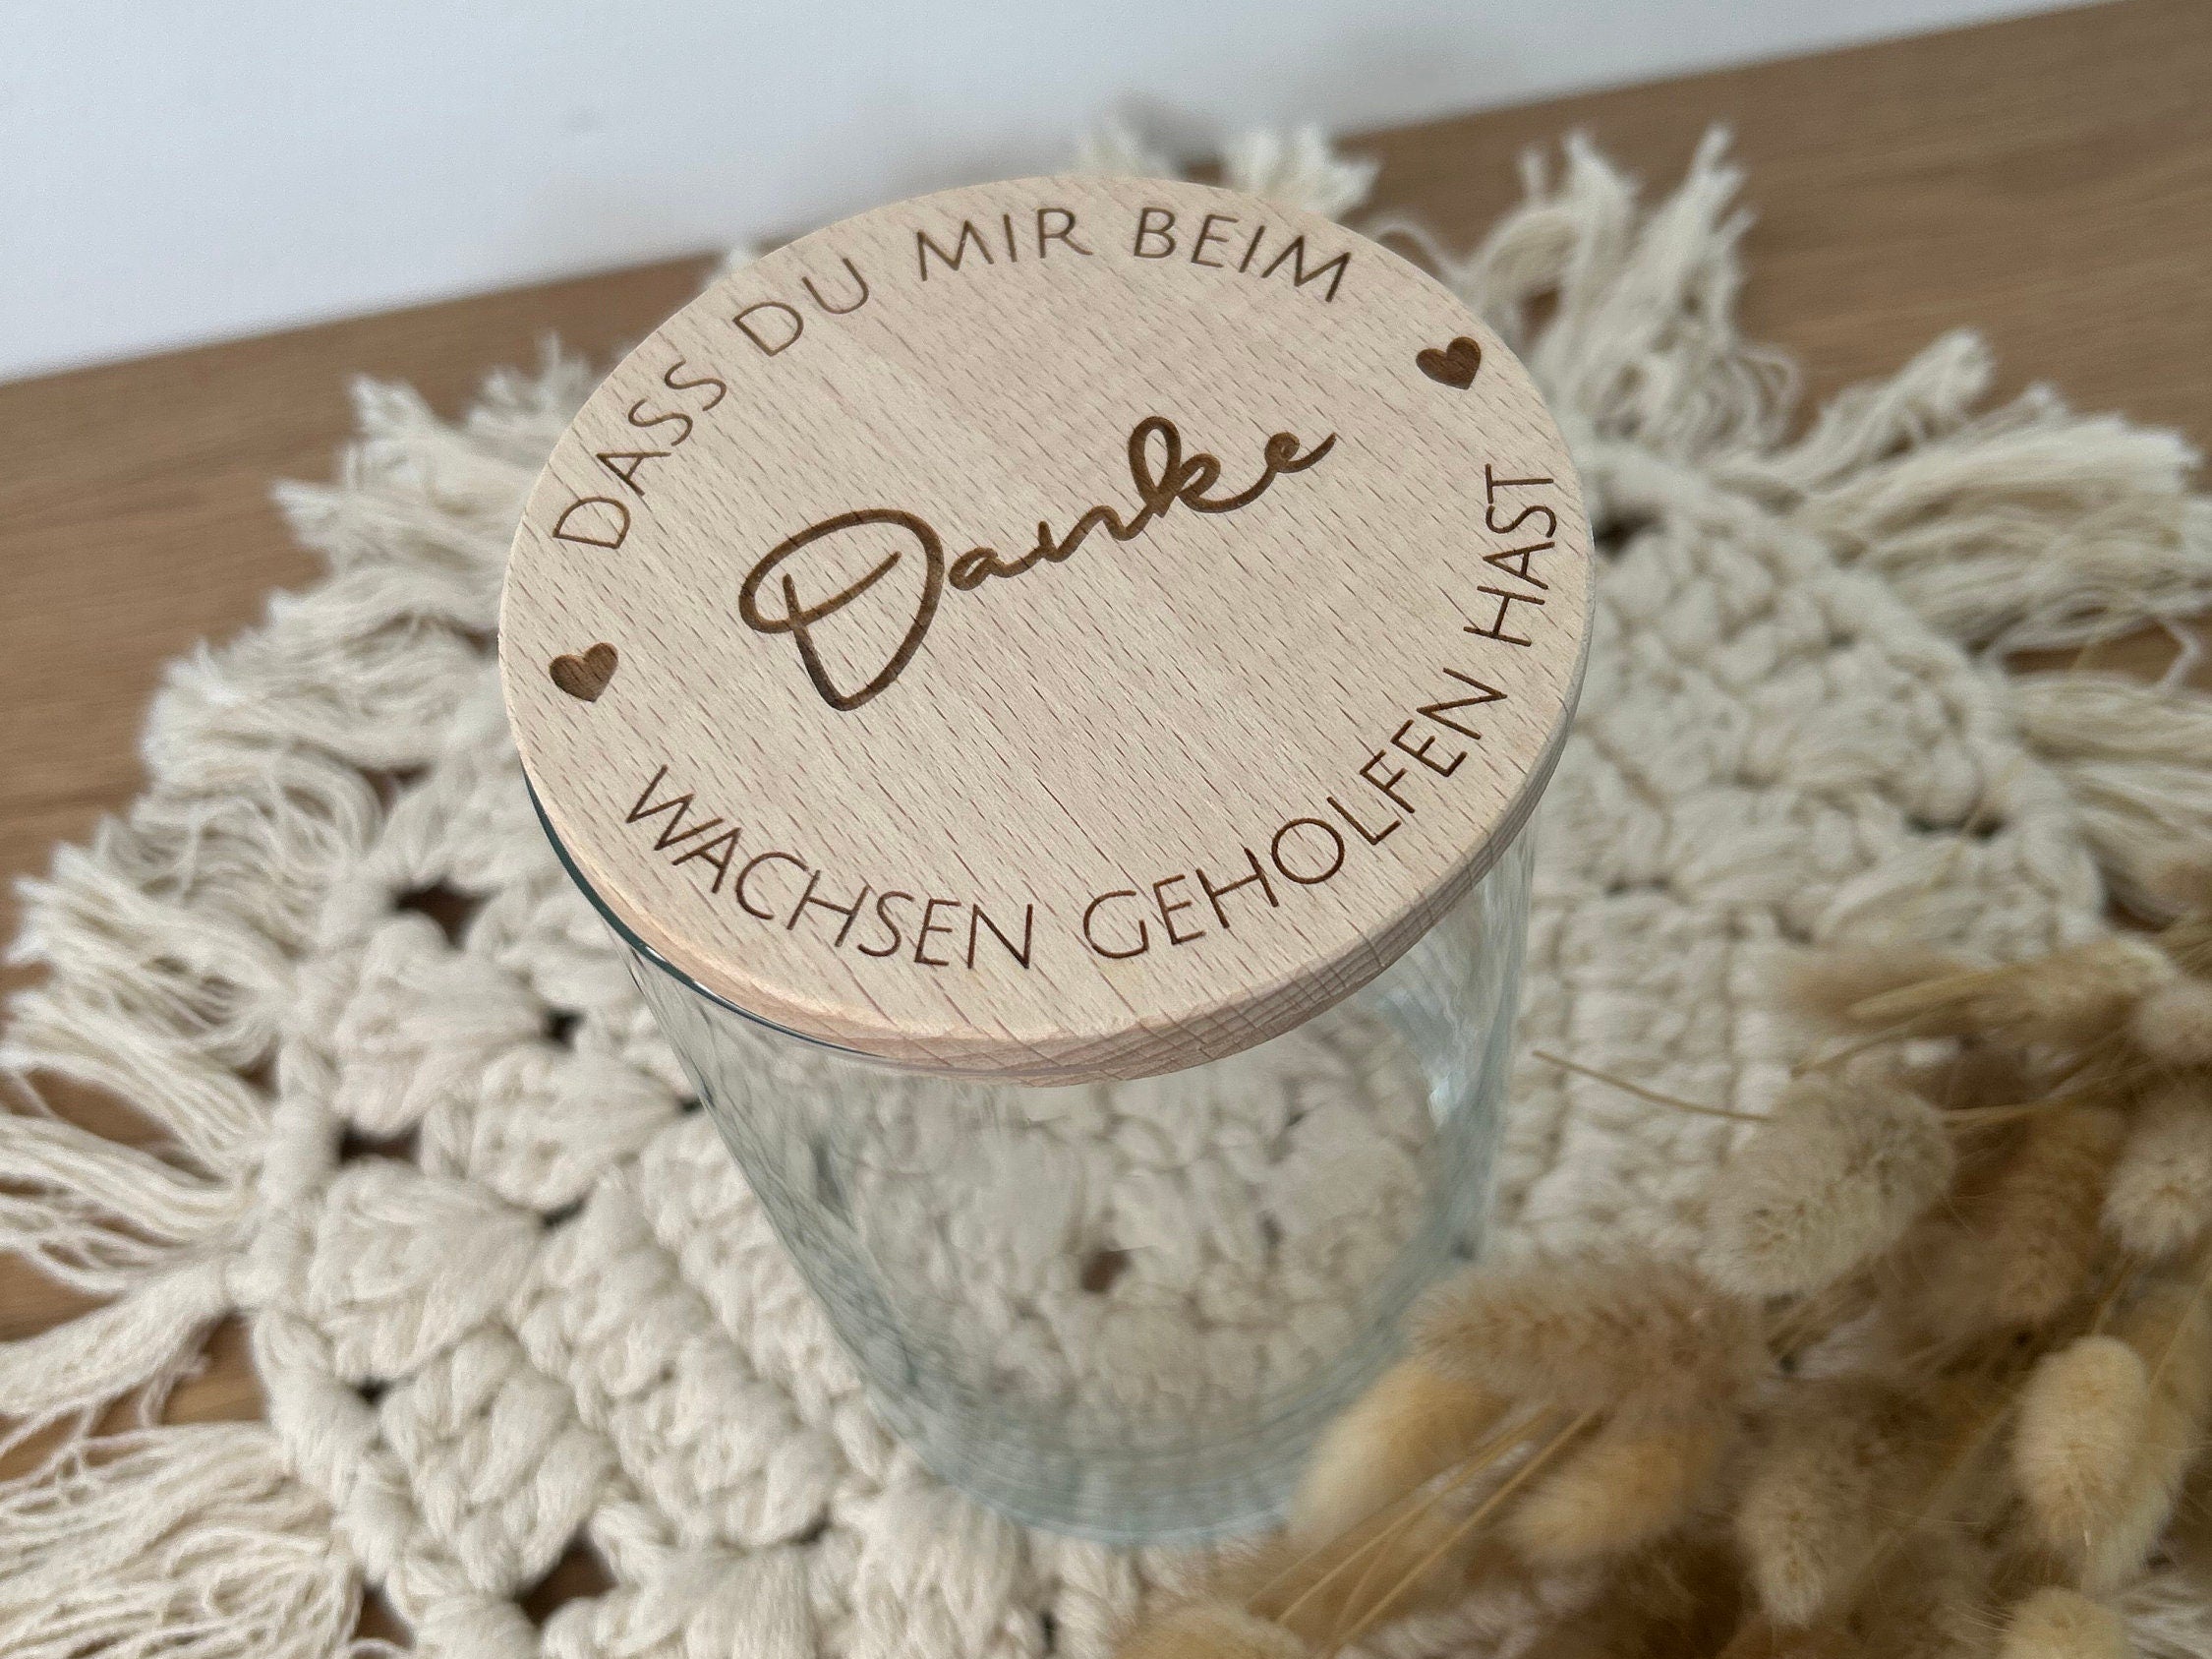 DASS DU MIR BEIM
Danke
WACHSEN GEHOLFEN HAST